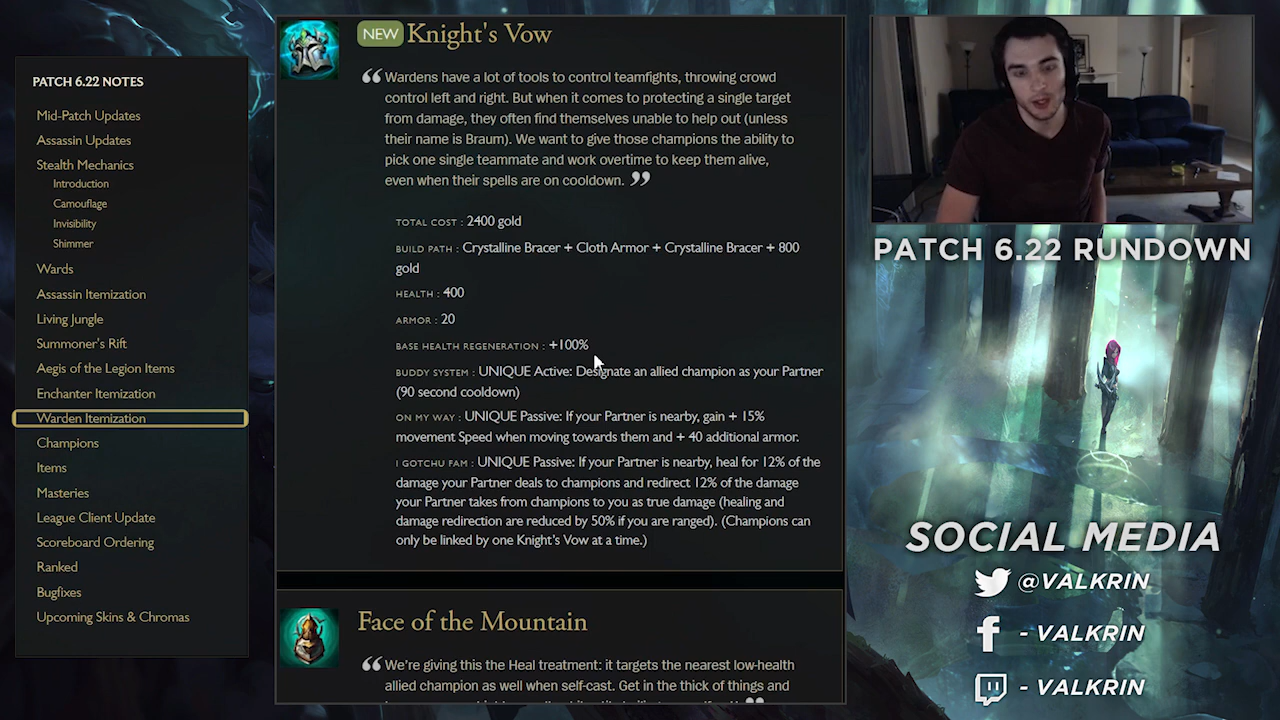 PATCH 6.22 NOTES
Mid-Patch Updates
Assassin Updates
Stealth Mechanics
Introduction
Camouflage
Invisibility
Shimmer
Wards
Assassin Itemization
Living Jungle
Summoner's Rift
Aegis of the Legion Items
Enchanter Itemization
Warden Itemization
Champions
Items
Masteries
League Client Update
Scoreboard Ordering
Ranked
Bugfixes
Upcoming Skins & Chromas
NEW Knight's Vow
“ Wardens have a lot of tools to control teamfights, throwing crowd
control left and right. But when it comes to protecting a single target
from damage, they often find themselves unable to help out (unless
their name is Braum). We want to give those champions the ability to
pick one single teammate and work overtime to keep them alive,
even when their spells are on cooldown. ”
TOTAL COST : 2400 gold
BUILD PATH : Crystalline Bracer + Cloth Armor + Crystalline Bracer + 800
gold
HEALTH : 400
ARMOR : 20
BASE HEALTH REGENERATION : +100%
BUDDY SYSTEM : UNIQUE Active: Designate an allied champion as your Partner
(90 second cooldown)
ON MY WAY : UNIQUE Passive: If your Partner is nearby, gain + 15%
movement Speed when moving towards them and + 40 additional armor.
I GOTCHU FAM : UNIQUE Passive: If your Partner is nearby, heal for 12% of the
damage your Partner deals to champions and redirect 12% of the damage
your Partner takes from champions to you as true damage (healing and
damage redirection are reduced by 50% if you are ranged). (Champions can
only be linked by one Knight's Vow at a time.)
Face of the Mountain
“ We're giving this the Heal treatment: it targets the nearest low-health
allied champion as well when self-cast. Get in the thick of things and
PATCH 6.22 RUNDOWN
SOCIAL MEDIA
@VALKRIN
- VALKRIN
- VALKRIN